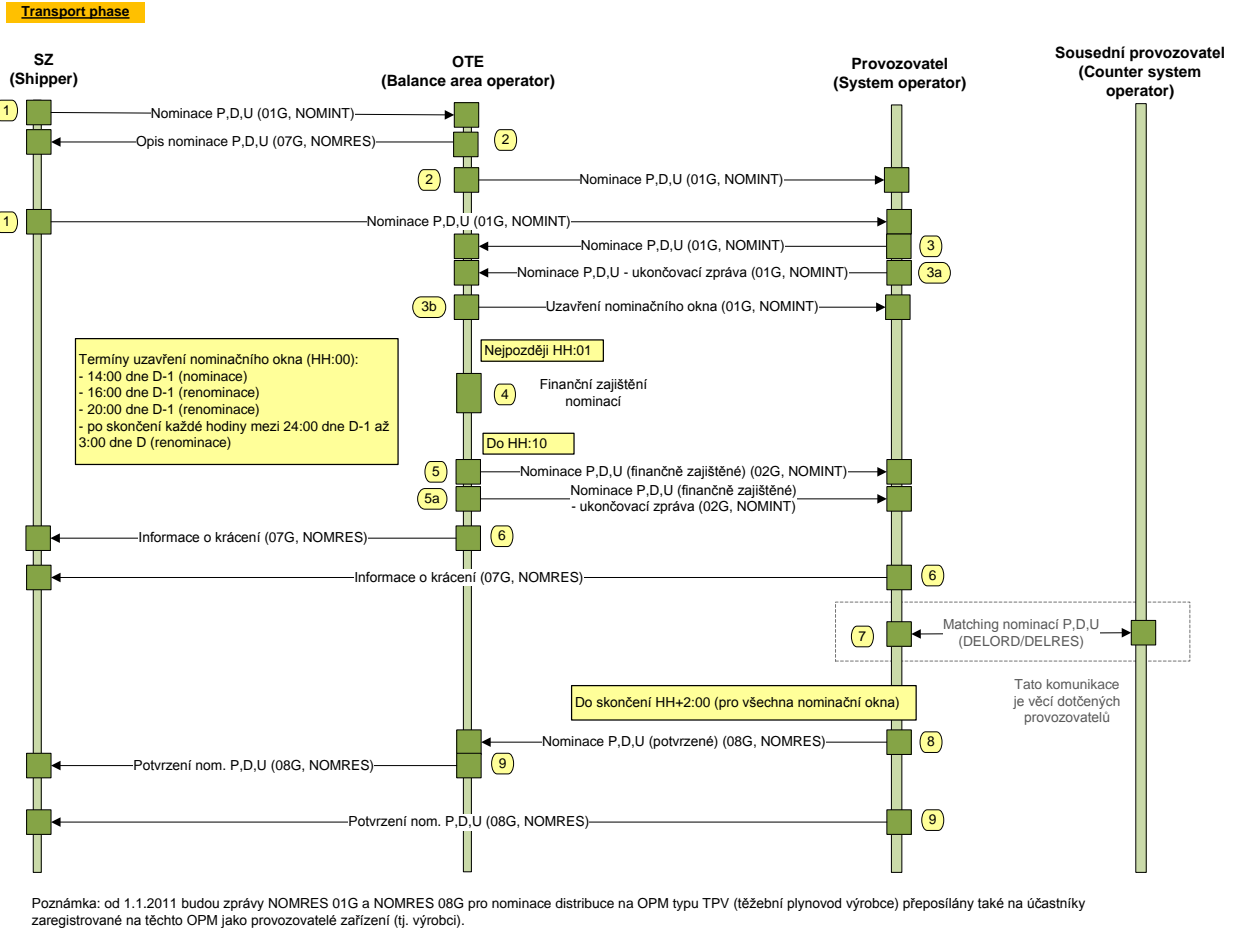 Transport phase
SZ
(Shipper)
OTE
(Balance area operator)
Provozovatel
(System operator)
Sousední provozovatel
(Counter system
operator)
1
Nominace P,D,U (01G, NOMINT)
Opis nominace P,D,U (07G, NOMRES)
2
2
Nominace P,D,U (01G, NOMINT)
1
Nominace P,D,U (01G, NOMINT)
Nominace P,D,U (01G, NOMINT)
3
Nominace P,D,U - ukončovací zpráva (01G, NOMINT)
3a
3b
Uzavření nominačního okna (01G, NOMINT)
Nejpozději HH:01
Termíny uzavření nominačního okna (HH:00):
- 14:00 dne D-1 (nominace)
- 16:00 dne D-1 (renominace)
- 20:00 dne D-1 (renominace)
- po skončení každé hodiny mezi 24:00 dne D-1 až
3:00 dne D (renominace)
4
Finanční zajištění
nominací
Do HH:10
5
Nominace P,D,U (finančně zajištěné) (02G, NOMINT)
5a
Nominace P,D,U (finančně zajištěné)
- ukončovací zpráva (02G, NOMINT)
Informace o krácení (07G, NOMRES)
6
Informace o krácení (07G, NOMRES)
6
7
Matching nominací P,D,U
(DELORD/DELRES)
Tato komunikace
je věcí dotčených
provozovatelů
Do skončení HH+2:00 (pro všechna nominační okna)
Nominace P,D,U (potvrzené) (08G, NOMRES)
8
Potvrzení nom. P,D,U (08G, NOMRES)
9
Potvrzení nom. P,D,U (08G, NOMRES)
9
Poznámka: od 1.1.2011 budou zprávy NOMRES 01G a NOMRES 08G pro nominace distribuce na OPM typu TPV (těžební plynovod výrobce) přeposílány také na účastníky
zaregistrované na těchto OPM jako provozovatelé zařízení (tj. výrobci).